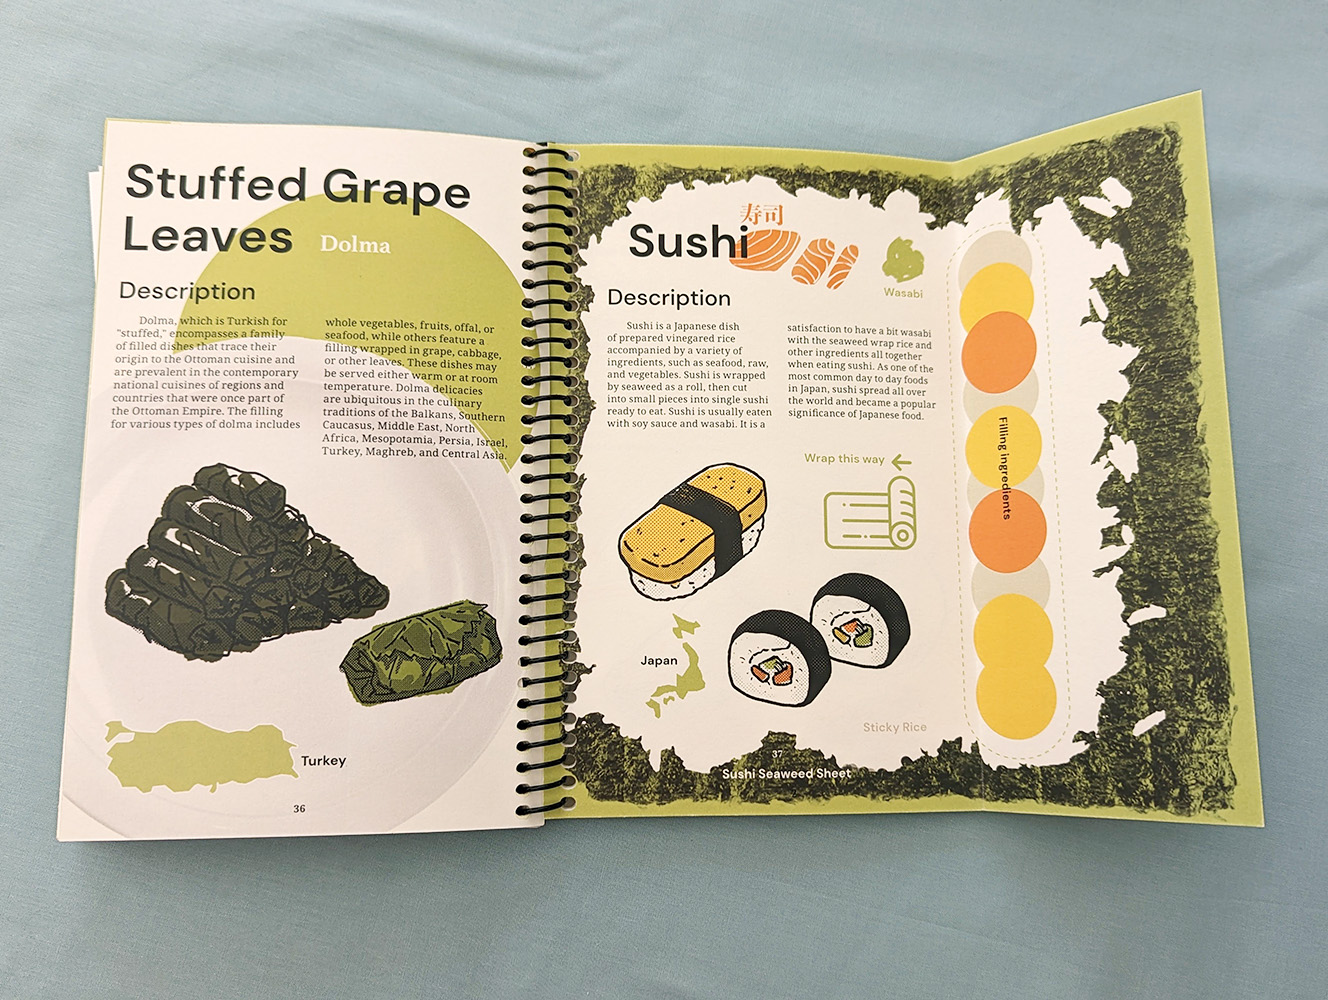 Stuffed Grape
Leaves
Dolma
Description
Dolma, which is Turkish for
"stuffed," encompasses a family
of filled dishes that trace their
origin to the Ottoman cuisine and
are prevalent in the contemporary
national cuisines of regions and
countries that were once part of
the Ottoman Empire. The filling
for various types of dolma includes
whole vegetables, fruits, offal, or
seafood, while others feature a
filling wrapped in grape, cabbage,
or other leaves. These dishes may
be served either warm or at room
temperature. Dolma delicacies
are ubiquitous in the culinary
traditions of the Balkans, Southern
Caucasus, Middle East, North
Africa, Mesopotamia, Persia, Israel,
Turkey, Maghreb, and Central Asia.
Turkey
36
寿司
Sushi
Wasabi
Description
Sushi is a Japanese dish
of prepared vinegared rice
accompanied by a variety of
ingredients, such as seafood, raw,
and vegetables. Sushi is wrapped
by seaweed as a roll, then cut
into small pieces into single sushi
ready to eat. Sushi is usually eaten
with soy sauce and wasabi. It is a
satisfaction to have a bit wasabi
with the seaweed wrap rice and
other ingredients all together
when eating sushi. As one of the
most common day to day foods
in Japan, sushi spread all over
the world and became a popular
significance of Japanese food.
Wrap this way
Filling ingredients
Japan
Sticky Rice
37
Sushi Seaweed Sheet